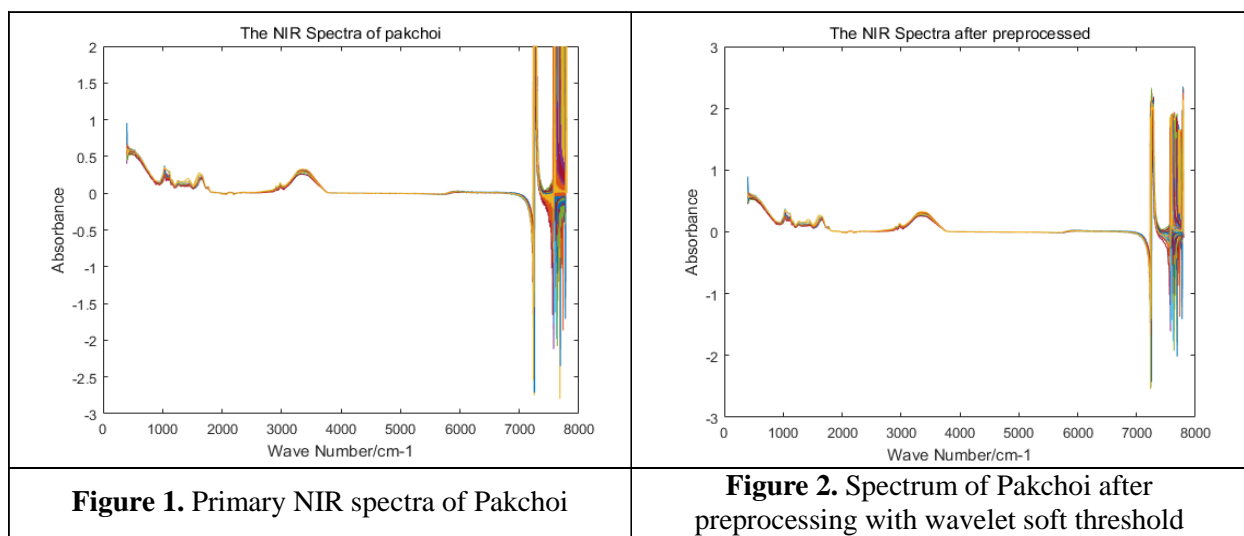 The NIR Spectra of pakchoi
2
1.5
1
0.5
0
-0.5
-1
-1.5
-2
-2.5
-3
Absorbance
0 1000 2000 3000 4000 5000 6000 7000 8000
Wave Number/cm-1
Figure 1. Primary NIR spectra of Pakchoi
The NIR Spectra after preprocessed
3
2
1
0
-1
-2
-3
Absorbance
0 1000 2000 3000 4000 5000 6000 7000 8000
Wave Number/cm-1
Figure 2. Spectrum of Pakchoi after
preprocessing with wavelet soft threshold